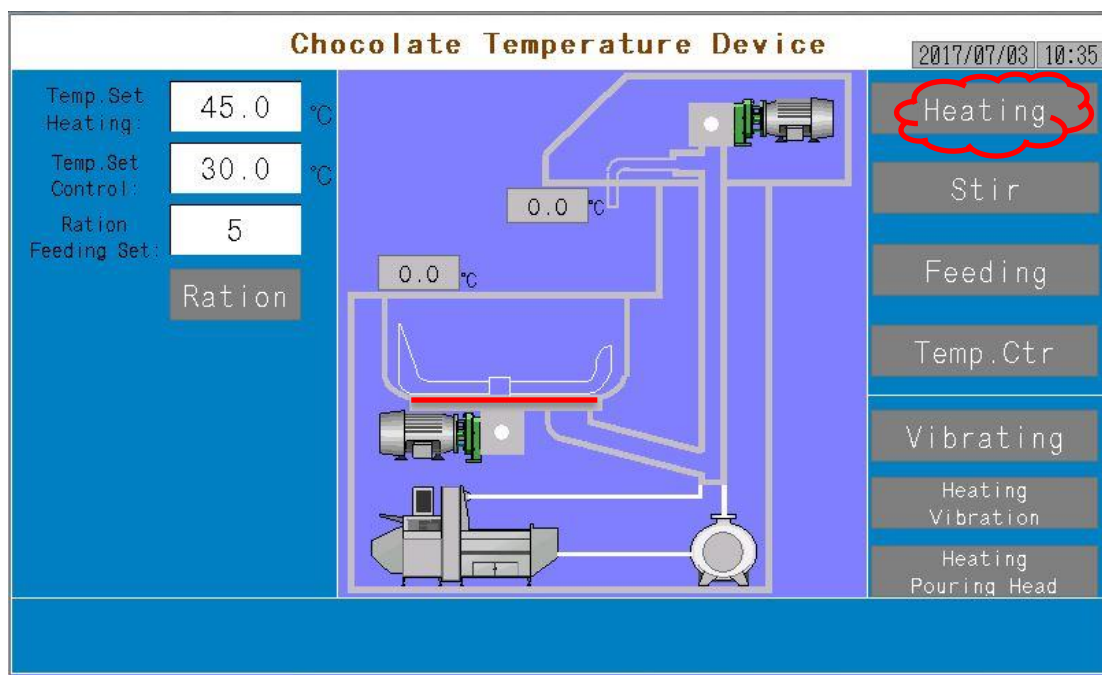 Chocolate Temperature Device
2017/07/03 10:35
Temp.Set
Heating:
45.0 °C
Temp.Set
Control:
30.0 °C
Ration
Feeding Set:
5
Ration
0.0 °C
0.0 °C
Heating
Stir
Feeding
Temp.Ctr
Vibrating
Heating
Vibration
Heating
Pouring Head